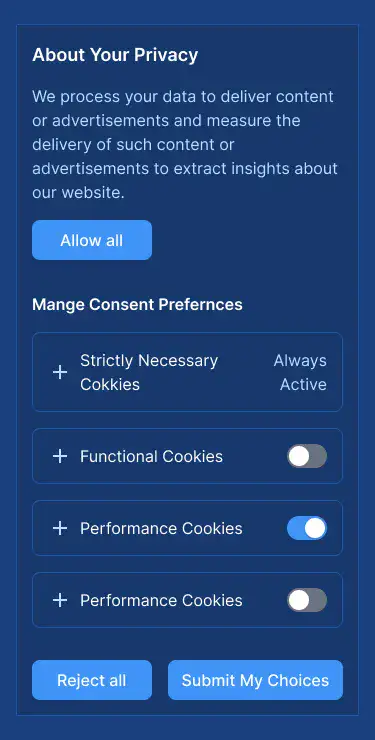 About Your Privacy
We process your data to deliver content
or advertisements and measure the
delivery of such content or
advertisements to extract insights about
our website.
Allow all
Mange Consent Prefernces
Strictly Necessary
Cokkies
Always
Active
Functional Cookies
Performance Cookies
Performance Cookies
Reject all
Submit My Choices